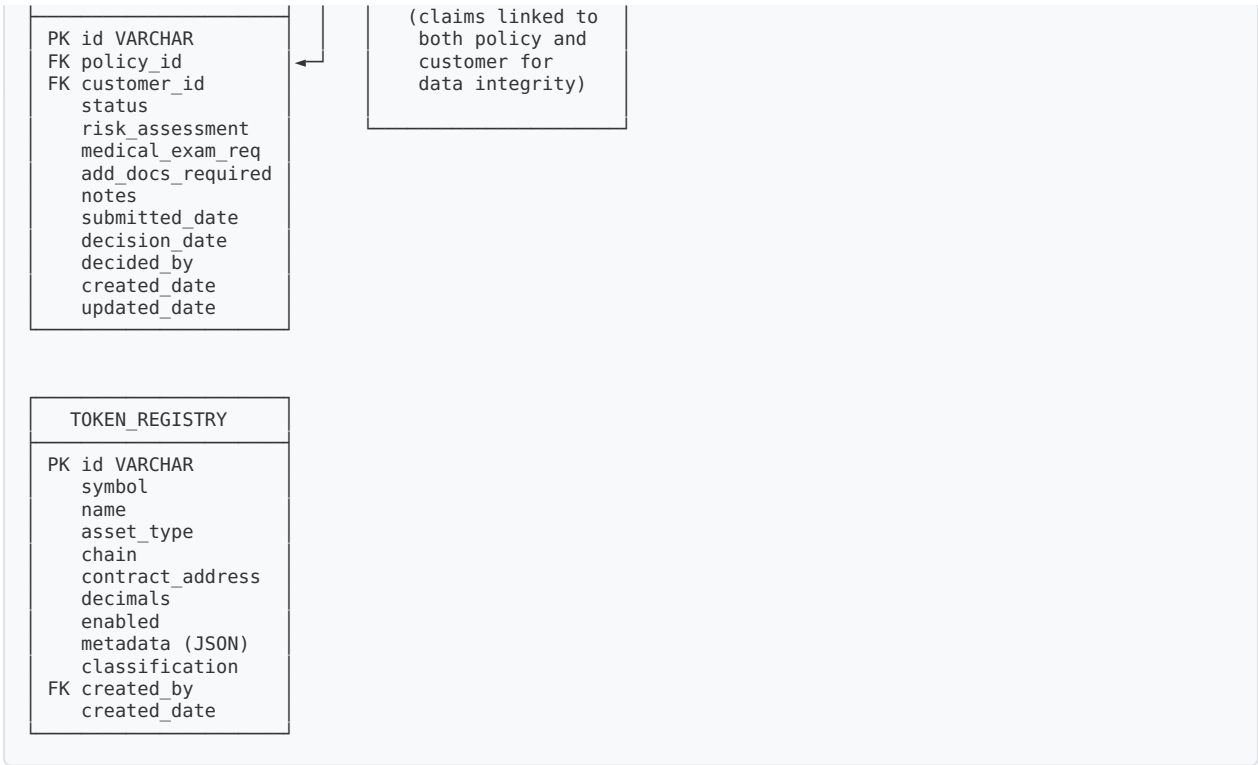 (claims linked to
PK id VARCHAR
both policy and
FK policy_id
customer for
FK customer_id
data integrity)
status
risk_assessment
medical_exam_req
add_docs_required
notes
submitted_date
decision_date
decided_by
created_date
updated_date
TOKEN_REGISTRY
PK id VARCHAR
symbol
name
asset_type
chain
contract_address
decimals
enabled
metadata (JSON)
classification
FK created_by
created_date